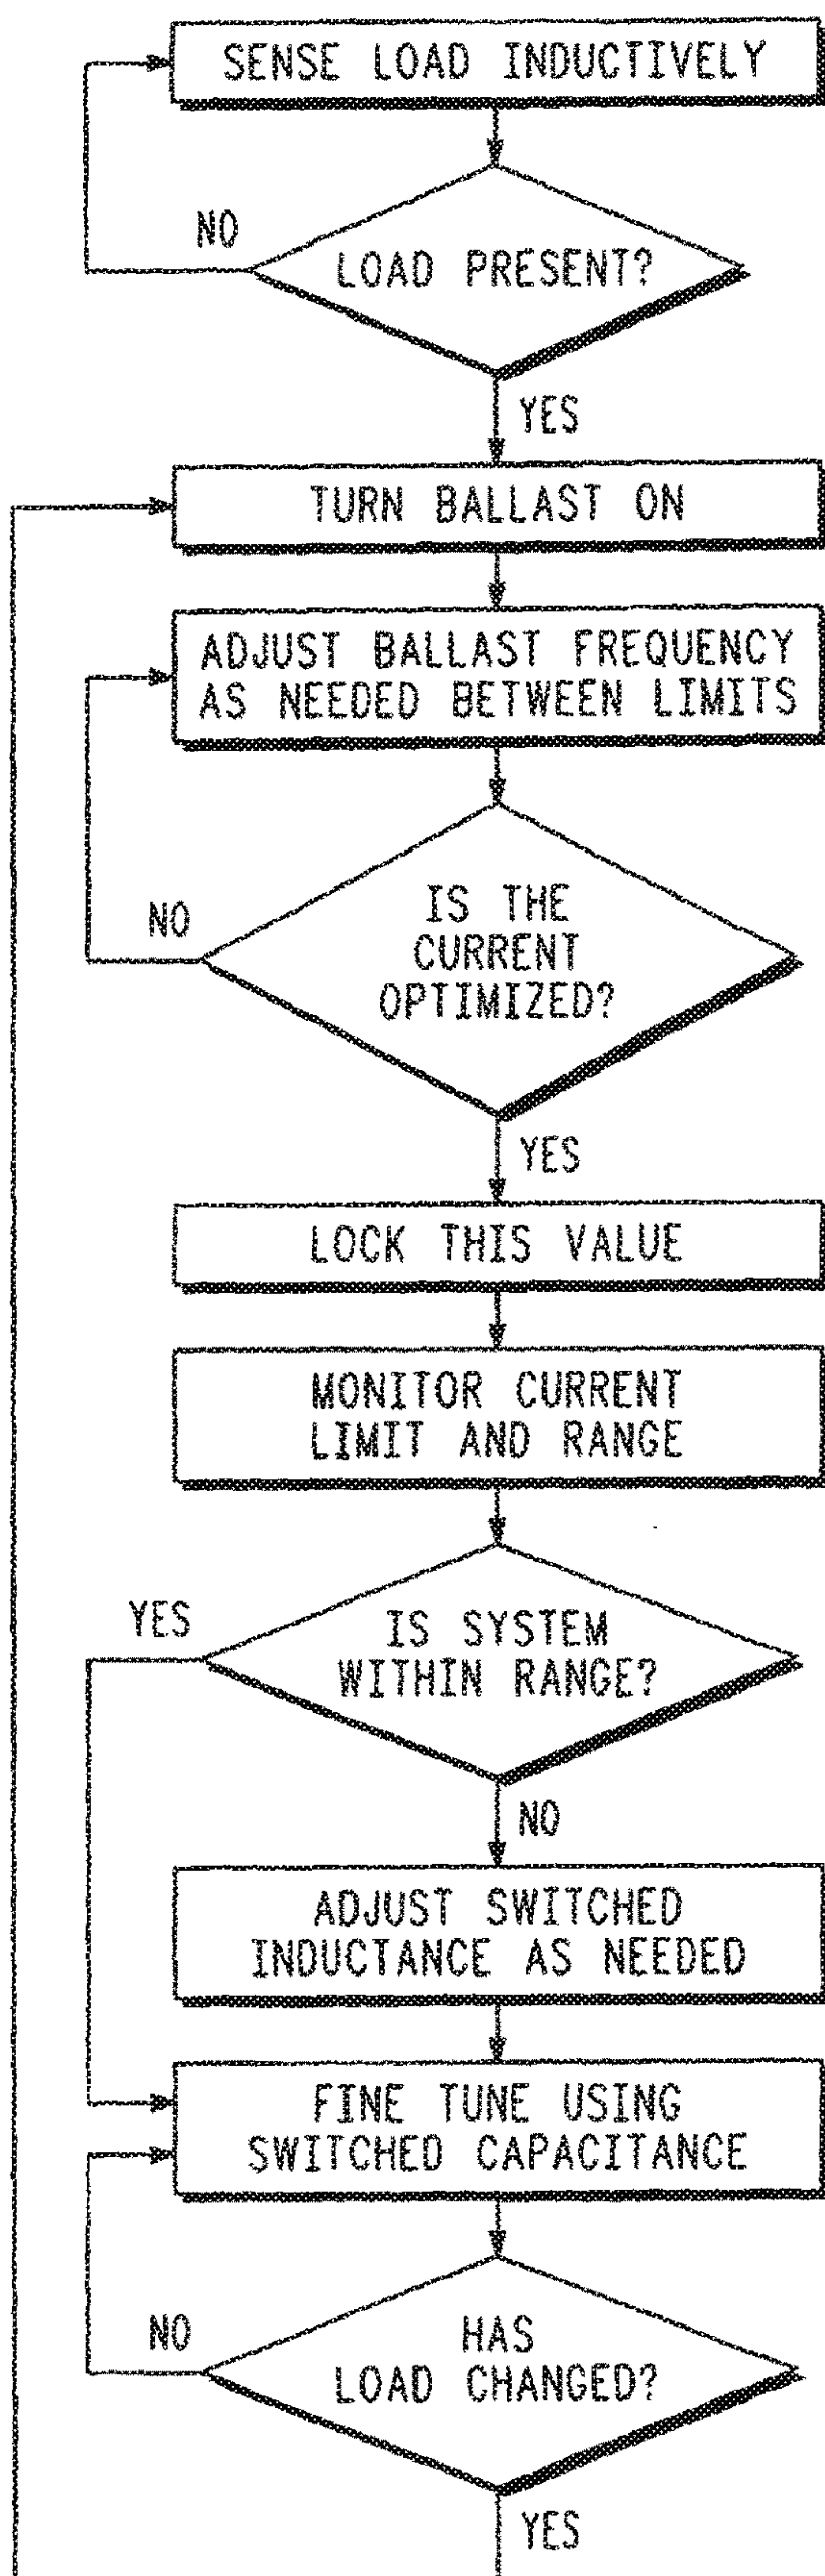 SENSE LOAD INDUCTIVELY
NO
LOAD PRESENT?
YES
TURN BALLAST ON
ADJUST BALLAST FREQUENCY
AS NEEDED BETWEEN LIMITS
NO
IS THE
CURRENT
OPTIMIZED?
YES
LOCK THIS VALUE
MONITOR CURRENT
LIMIT AND RANGE
YES
IS SYSTEM
WITHIN RANGE?
NO
ADJUST SWITCHED
INDUCTANCE AS NEEDED
FINE TUNE USING
SWITCHED CAPACITANCE
NO
HAS
LOAD CHANGED?
YES